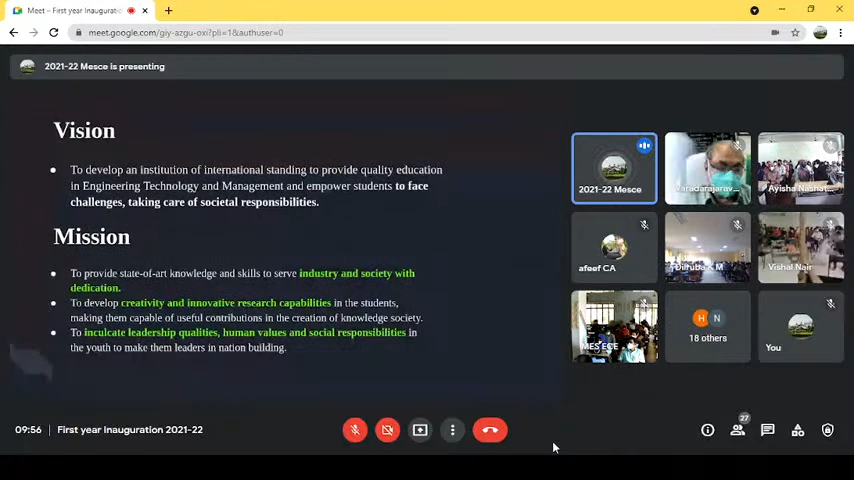 Meet – First year Inauguratio
meet.google.com/giy-azgu-oxi?pli=1&authuser=0
2021-22 Mesce is presenting
Vision
To develop an institution of international standing to provide quality education
in Engineering Technology and Management and empower students to face
challenges, taking care of societal responsibilities.
Mission
To provide state-of-art knowledge and skills to serve industry and society with
dedication.
To develop creativity and innovative research capabilities in the students,
making them capable of useful contributions in the creation of knowledge society.
To inculcate leadership qualities, human values and social responsibilities in
the youth to make them leaders in nation building.
2021-22 Mesce
Varadarajarav...
Ayisha Nashat...
afeef CA
Dilruba K M
Vishal Nair
MES ECE
H N
18 others
You
09:56 | First year Inauguration 2021-22
27